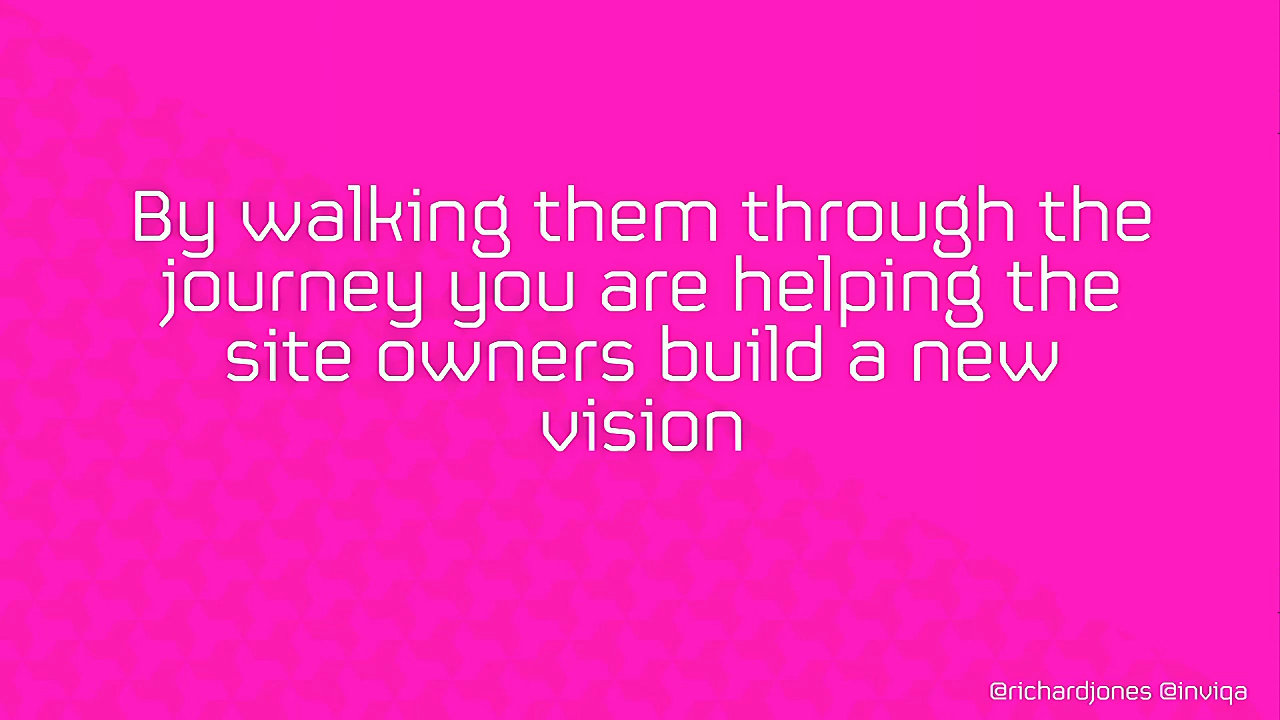 By walking them through the
journey you are helping the
site owners build a new
vision
@richardjones @inviqa